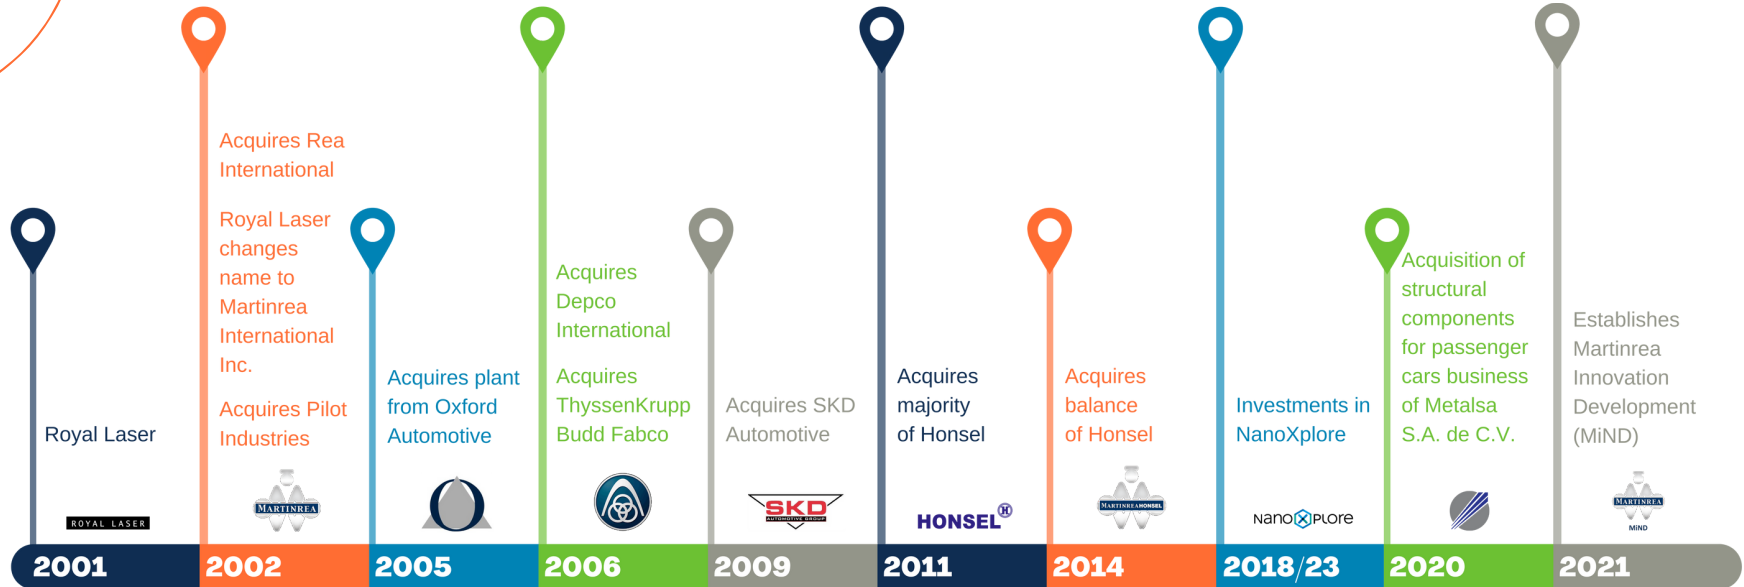 Royal Laser
ROYAL LASER
2001
Acquires Rea
International
Royal Laser
changes
name to
Martinrea
International
Inc.
Acquires Pilot
Industries
MARTINREA
2002
Acquires plant
from Oxford
Automotive
2005
Acquires
Depco
International
Acquires
ThyssenKrupp
Budd Fabco
2006
Acquires SKD
Automotive
SKD
AUTOMOTIVE GROUP
2009
Acquires
majority
of Honsel
HONSEL H
2011
Acquires
balance
of Honsel
MARTINREAHONSEL
2014
Investments in
NanoXplore
NANOXPLORE
2018/23
Acquisition of
structural
components
for passenger
cars business
of Metalsa
S.A. de C.V.
2020
Establishes
Martinrea
Innovation
Development
(MiND)
MARTINREA
MiND
2021